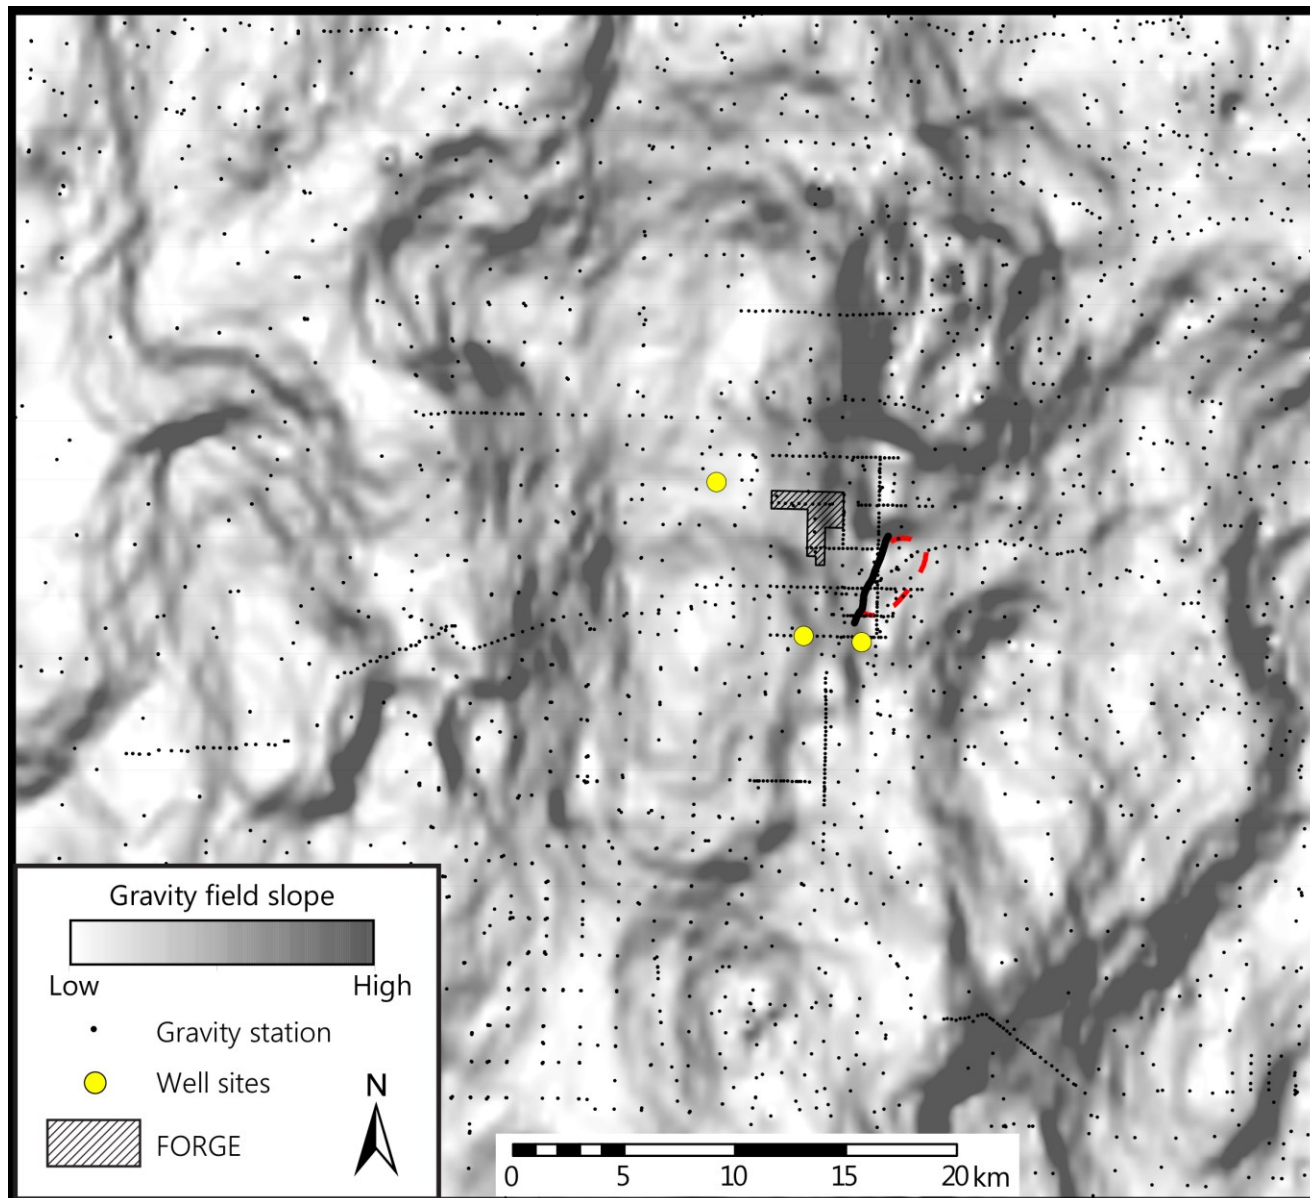 Gravity field slope
Low High
Gravity station
Well sites
FORGE
N
0 5 10 15 20 km